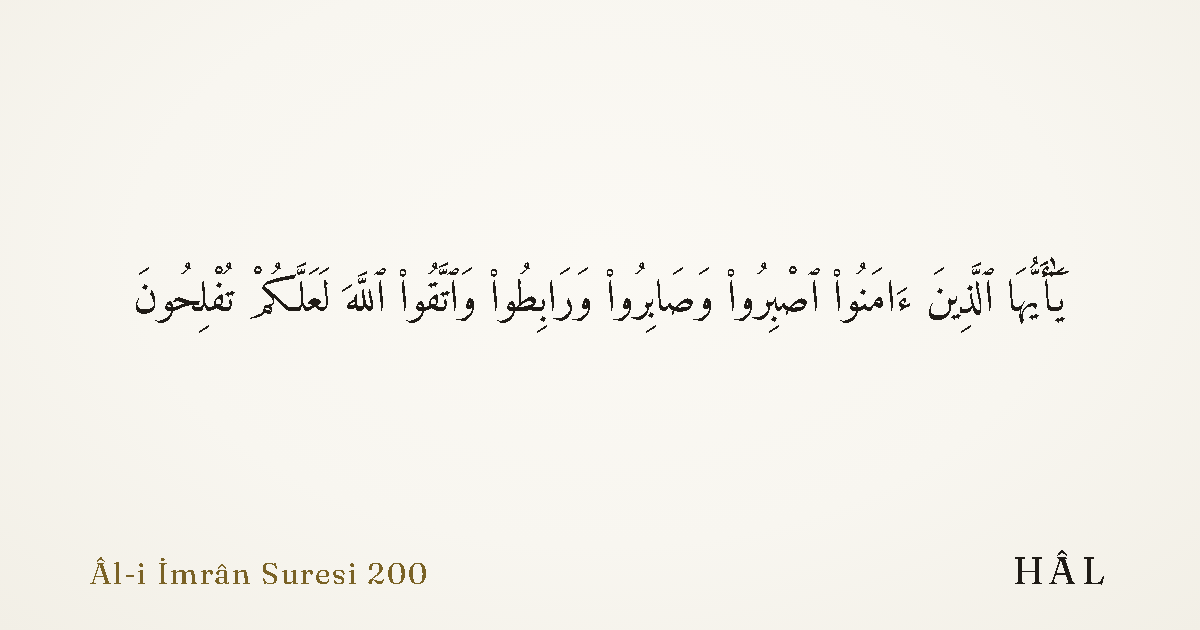 يَٰٓأَيُّهَا ٱلَّذِينَ ءَامَنُوا۟ ٱصْبِرُوا۟ وَصَابِرُوا۟ وَرَابِطُوا۟ وَٱتَّقُوا۟ ٱللَّهَ لَعَلَّكُمْ تُفْلِحُونَ
Âl-i İmrân Suresi 200
HÂL